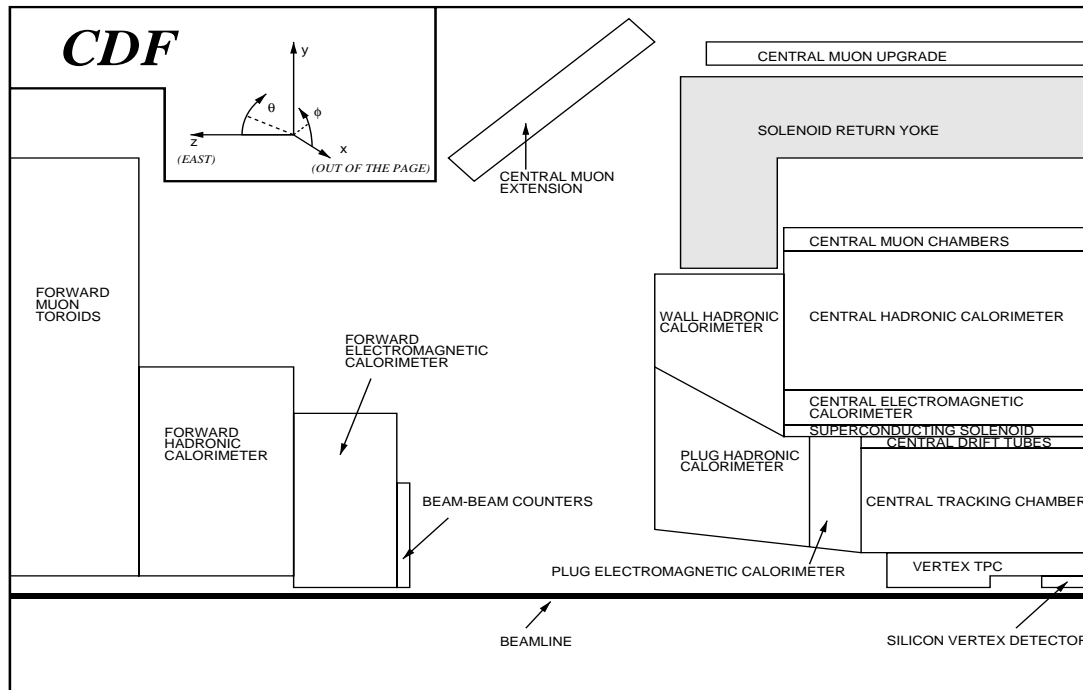 CDF
y
θ
φ
z
x
(EAST)
(OUT OF THE PAGE)
CENTRAL MUON
EXTENSION
CENTRAL MUON UPGRADE
SOLENOID RETURN YOKE
CENTRAL MUON CHAMBERS
FORWARD
MUON
TOROIDS
WALL HADRONIC
CALORIMETER
CENTRAL HADRONIC CALORIMETER
FORWARD
ELECTROMAGNETIC
CALORIMETER
CENTRAL ELECTROMAGNETIC
CALORIMETER
SUPERCONDUCTING SOLENOID
CENTRAL DRIFT TUBES
FORWARD
HADRONIC
CALORIMETER
PLUG HADRONIC
CALORIMETER
BEAM-BEAM COUNTERS
CENTRAL TRACKING CHAMBER
PLUG ELECTROMAGNETIC CALORIMETER
VERTEX TPC
BEAMLINE
SILICON VERTEX DETECTOR